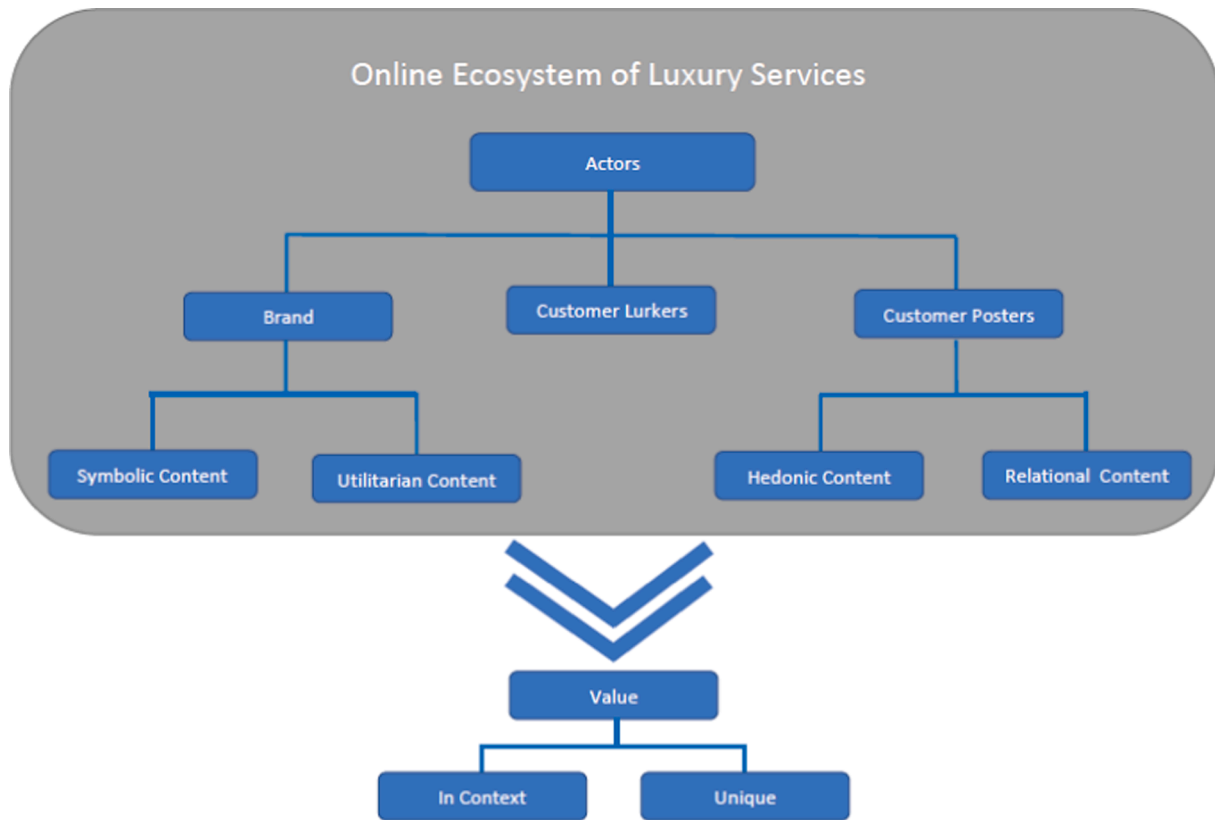 Online Ecosystem of Luxury Services
Actors
Brand
Customer Lurkers
Customer Posters
Symbolic Content
Utilitarian Content
Hedonic Content
Relational Content
Value
In Context
Unique